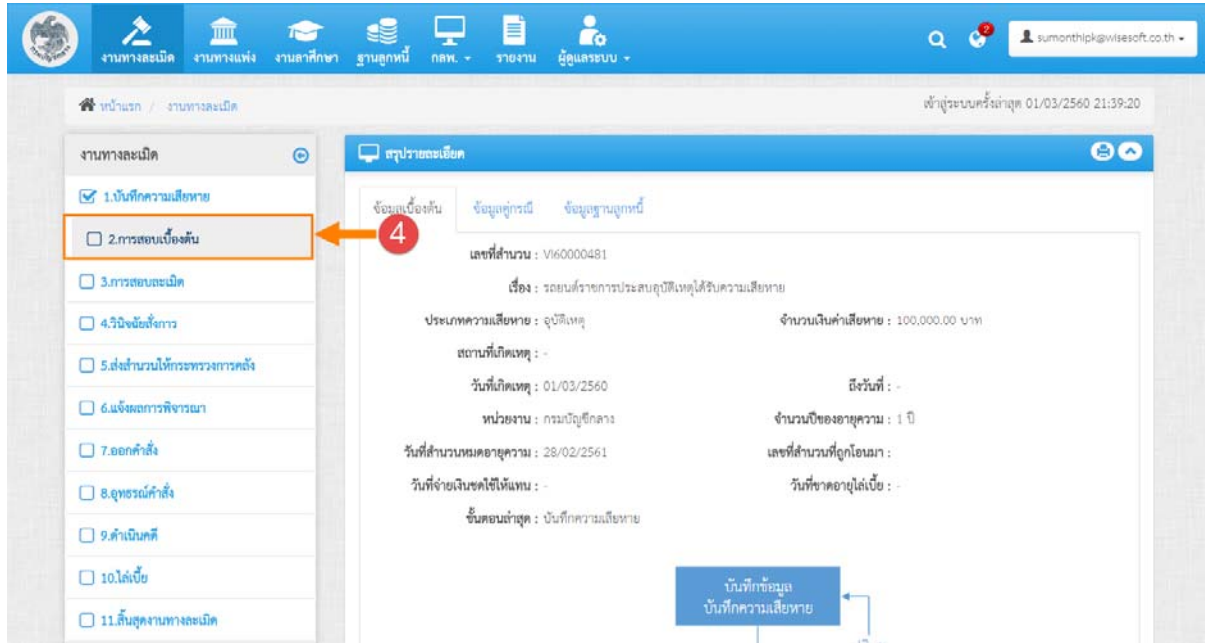 งานทางละเมิด งานทางแพ่ง งานลาศึกษา ฐานลูกหนี้ กลพ. รายงาน ผู้ดูแลระบบ 2 sumonthipk@wisesoft.co.th
หน้าแรก / งานทางละเมิด เข้าสู่ระบบครั้งล่าสุด 01/03/2560 21:39:20
งานทางละเมิด
1.บันทึกความเสียหาย
2.การสอบเบื้องต้น
3.การสอบละเมิด
4.วินิจฉัยสั่งการ
5.ส่งสำนวนให้กระทรวงการคลัง
6.แจ้งผลการพิจารณา
7.ออกคำสั่ง
8.อุทธรณ์คำสั่ง
9.ดำเนินคดี
10.ไล่เบี้ย
11.สิ้นสุดงานทางละเมิด
4
สรุปรายละเอียด
ข้อมูลเบื้องต้น ข้อมูลคู่กรณี ข้อมูลฐานลูกหนี้
เลขที่สำนวน : VI60000481
เรื่อง : รถยนต์ราชการประสบอุบัติเหตุได้รับความเสียหาย
ประเภทความเสียหาย : อุบัติเหตุ จำนวนเงินค่าเสียหาย : 100,000.00 บาท
สถานที่เกิดเหตุ : -
วันที่เกิดเหตุ : 01/03/2560 ถึงวันที่ : -
หน่วยงาน : กรมบัญชีกลาง จำนวนปีของอายุความ : 1 ปี
วันที่สำนวนหมดอายุความ : 28/02/2561 เลขที่สำนวนที่ถูกโอนมา :
วันที่จ่ายเงินชดใช้ให้แทน : - วันที่ขาดอายุไล่เบี้ย : -
ขั้นตอนล่าสุด : บันทึกความเสียหาย
บันทึกข้อมูล
บันทึกความเสียหาย